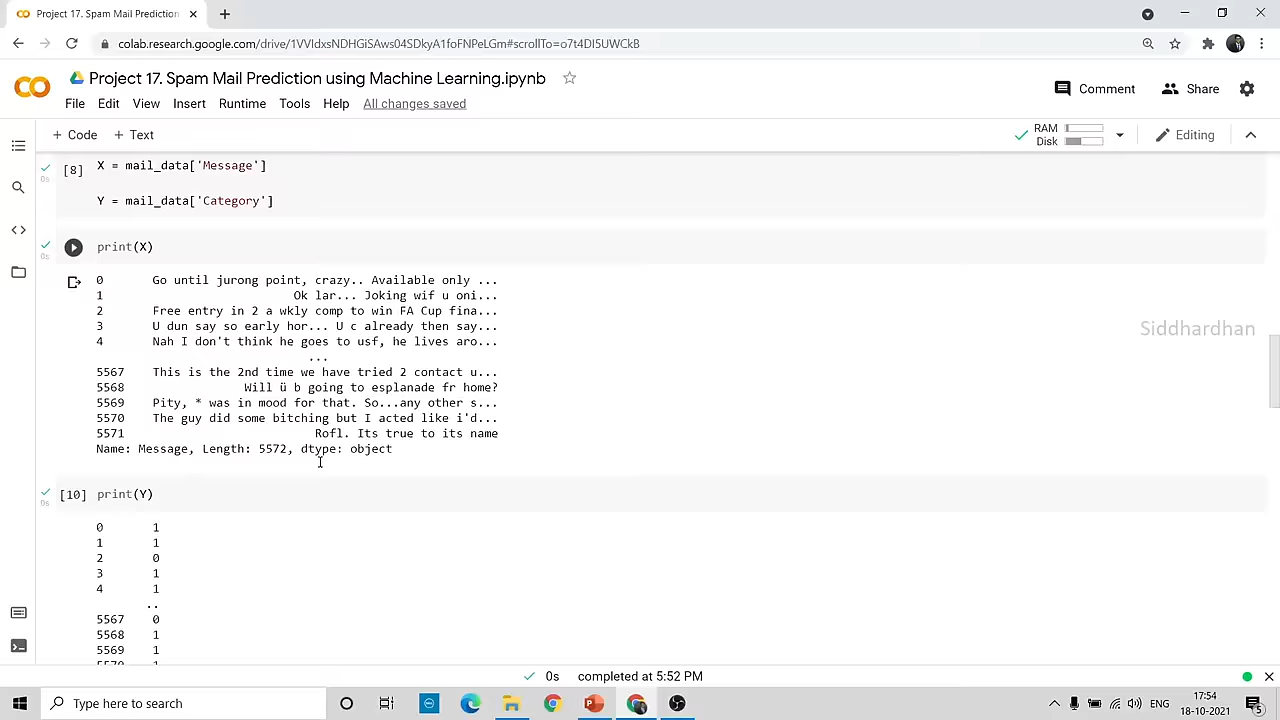 Project 17. Spam Mail Prediction
colab.research.google.com/drive/1VVIdxsNDHGiSAws04SDkyA1foFNPeLGm#scrollTo=o7t4DI5UWCkB
Project 17. Spam Mail Prediction using Machine Learning.ipynb
File Edit View Insert Runtime Tools Help All changes saved
Comment Share
+ Code + Text
RAM
Disk
Editing
[8] X = mail_data['Message']
0s
Y = mail_data['Category']
print(X)
0s
0 Go until jurong point, crazy.. Available only ...
1 Ok lar... Joking wif u oni...
2 Free entry in 2 a wkly comp to win FA Cup fina...
3 U dun say so early hor... U c already then say...
4 Nah I don't think he goes to usf, he lives aro...
...
5567 This is the 2nd time we have tried 2 contact u...
5568 Will ü b going to esplanade fr home?
5569 Pity, * was in mood for that. So...any other s...
5570 The guy did some bitching but I acted like i'd...
5571 Rofl. Its true to its name
Name: Message, Length: 5572, dtype: object
Siddhardhan
[10] print(Y)
0s
0 1
1 1
2 0
3 1
4 1
..
5567 0
5568 1
5569 1
5570 1
0s completed at 5:52 PM
Type here to search
ENG
17:54
18-10-2021
5